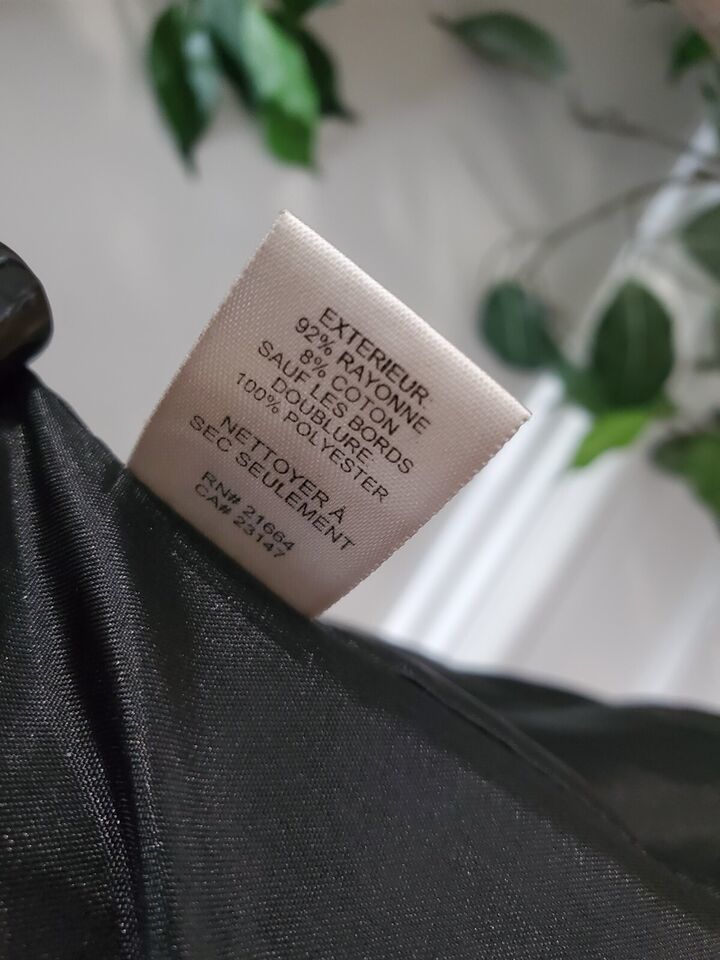 EXTERIEUR
92% RAYONNE
8% COTON
SAUF LES BORDS
DOUBLURE
100% POLYESTER
NETTOYER À
SEC SEULEMENT
RN# 21664
CA# 23147